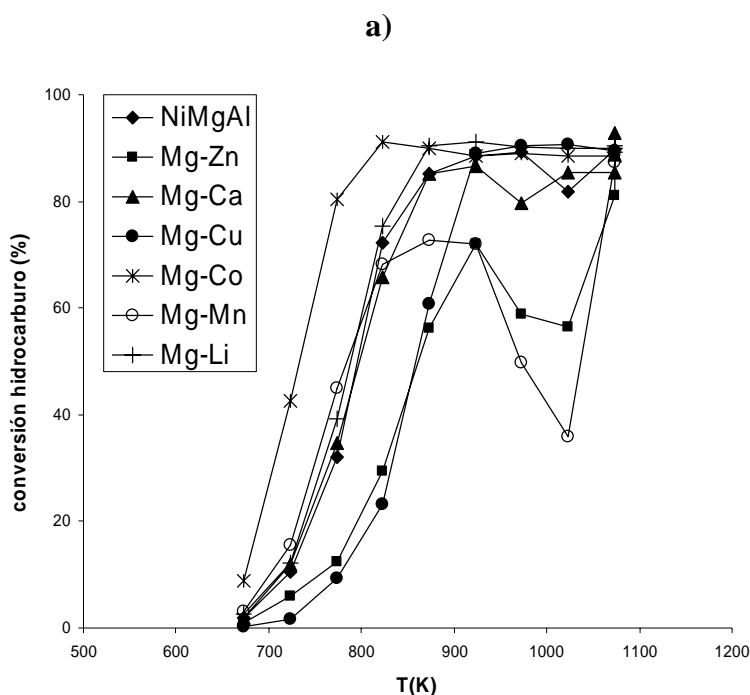 a)
100
80
60
40
20
0
conversión hidrocarburo (%)
NiMgAl
Mg-Zn
Mg-Ca
Mg-Cu
Mg-Co
Mg-Mn
Mg-Li
500 600 700 800 900 1000 1100 1200
T(K)